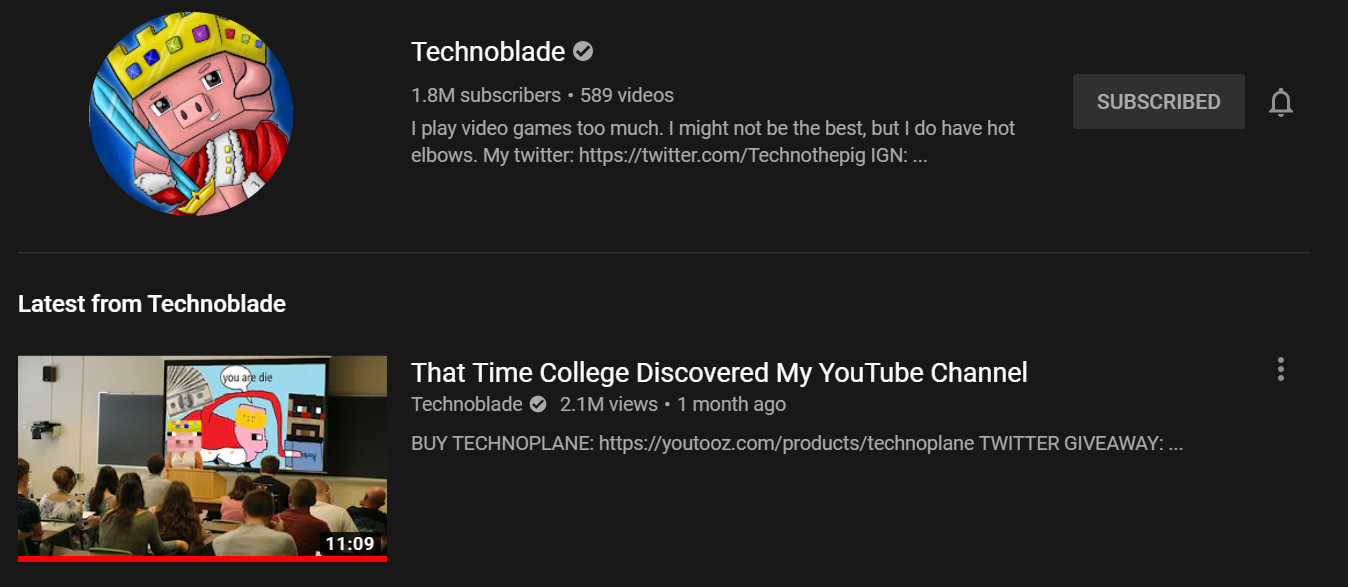 Technoblade
1.8M subscribers • 589 videos
SUBSCRIBED
I play video games too much. I might not be the best, but I do have hot
elbows. My twitter: https://twitter.com/Technothepig IGN: ...
Latest from Technoblade
you are die
11:09
That Time College Discovered My YouTube Channel
Technoblade 2.1M views • 1 month ago
BUY TECHNOPLANE: https://youtooz.com/products/technoplane TWITTER GIVEAWAY: ...